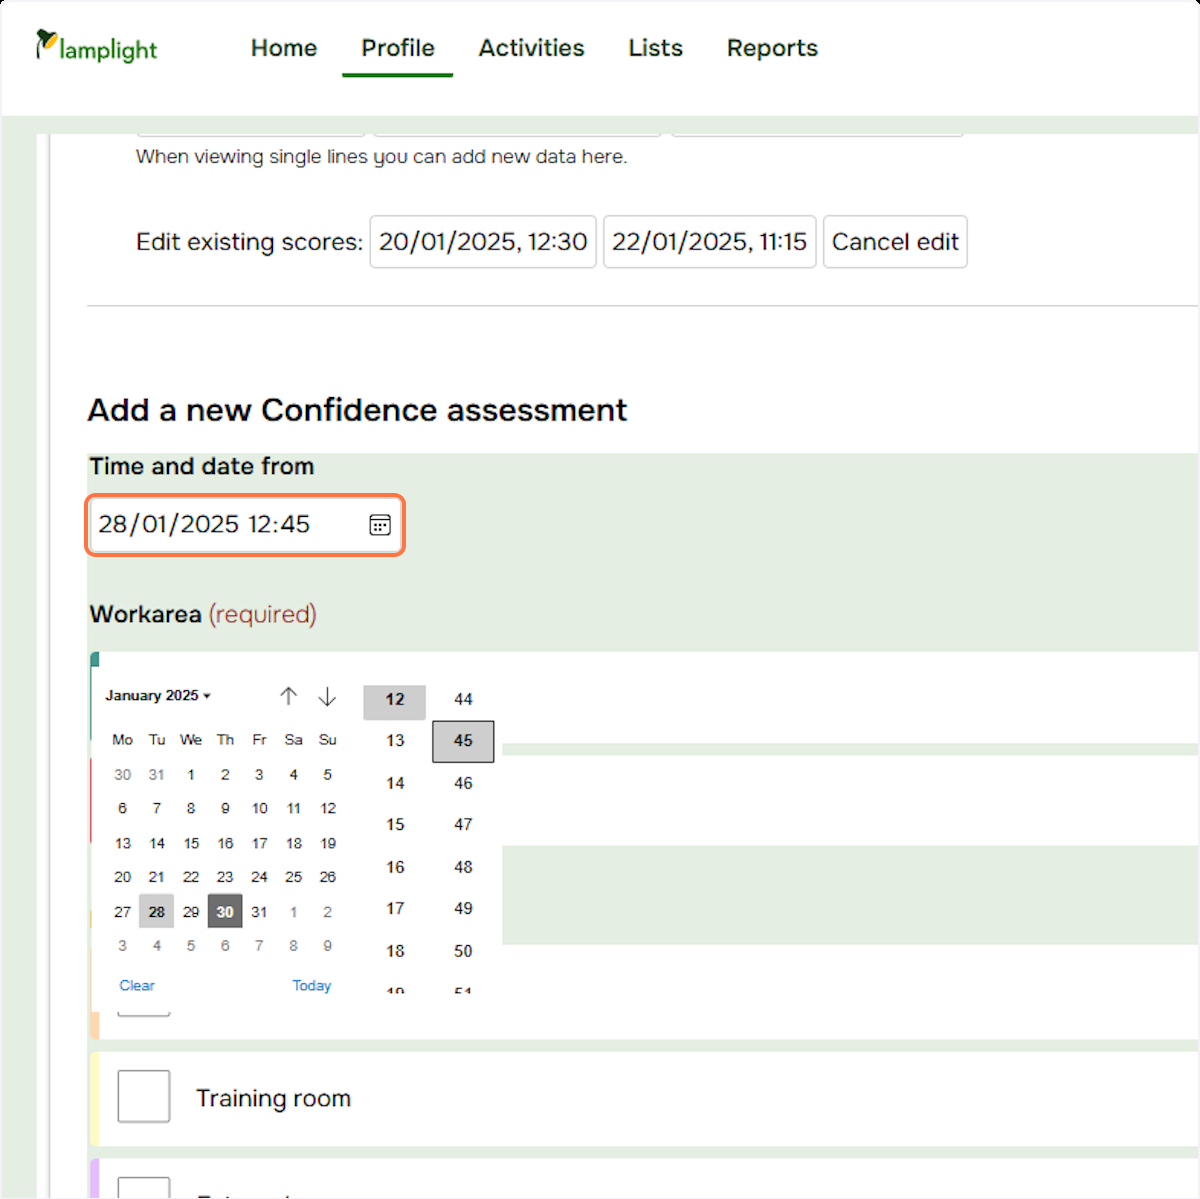 lamplight
Home Profile Activities Lists Reports
When viewing single lines you can add new data here.
Edit existing scores: 20/01/2025, 12:30 22/01/2025, 11:15 Cancel edit
Add a new Confidence assessment
Time and date from
28/01/2025 12:45
Workarea (required)
January 2025 12 44
Mo Tu We Th Fr Sa Su 13 45
30 31 1 2 3 4 5 14 46
6 7 8 9 10 11 12 15 47
13 14 15 16 17 18 19
20 21 22 23 24 25 26 16 48
27 28 29 30 31 1 2 17 49
3 4 5 6 7 8 9 18 50
Clear Today 19 51
Training room